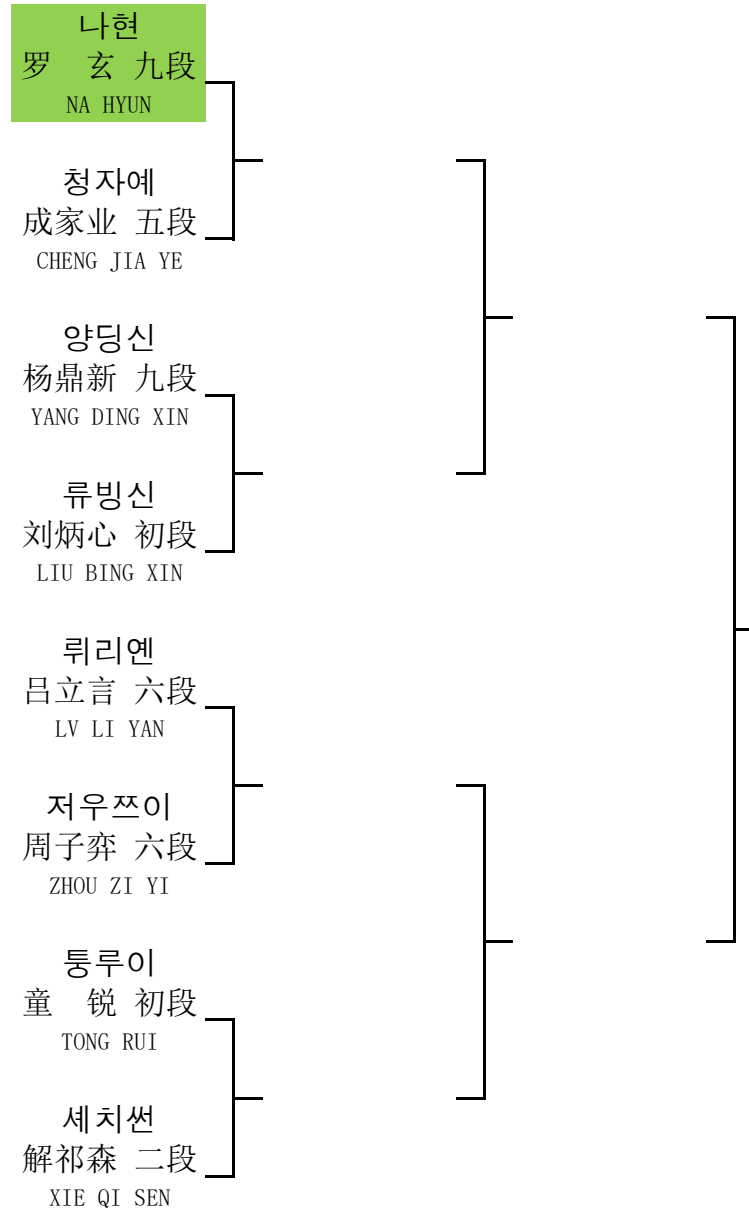 나현
罗　玄 九段
NA HYUN
청자예
成家业 五段
CHENG JIA YE
양딩신
杨鼎新 九段
YANG DING XIN
류빙신
刘炳心 初段
LIU BING XIN
뤼리옌
吕立言 六段
LV LI YAN
저우쯔이
周子弈 六段
ZHOU ZI YI
퉁루이
童　锐 初段
TONG RUI
셰치썬
解祁森 二段
XIE QI SEN